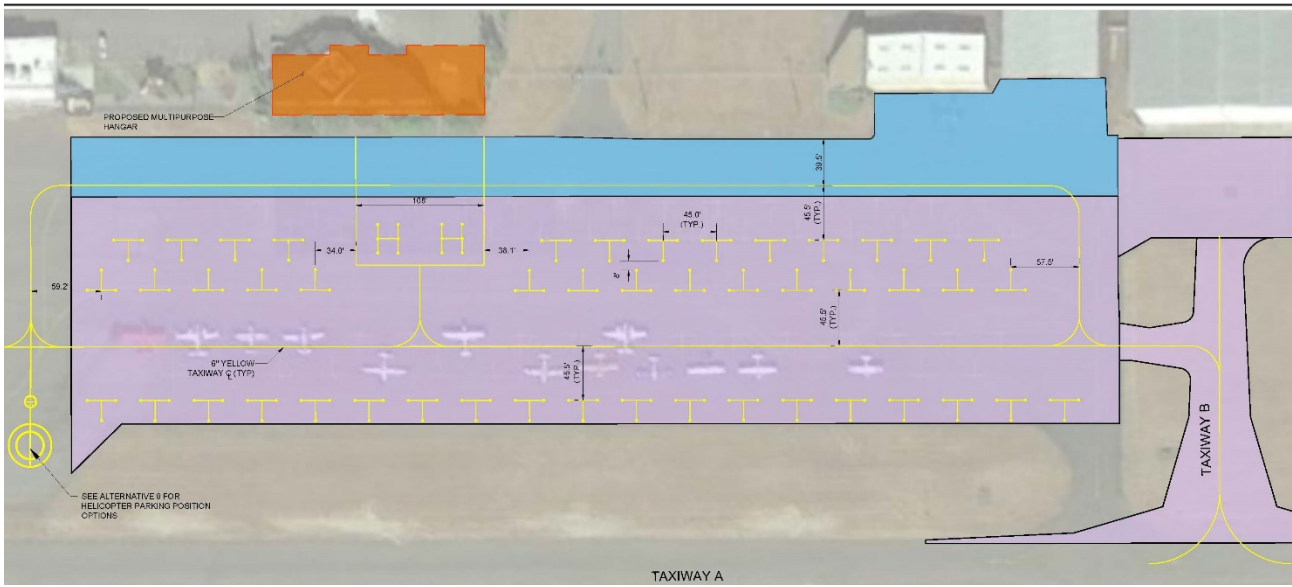 PROPOSED MULTIPURPOSE
HANGAR
39.5'
108'
45.5'
(TYP.)
45.0'
(TYP.)
34.0'
38.1'
8'
57.5'
59.2'
45.5'
(TYP.)
6" YELLOW
TAXIWAY ℄ (TYP)
45.5'
(TYP.)
TAXIWAY B
SEE ALTERNATIVE 8 FOR
HELICOPTER PARKING POSITION
OPTIONS
TAXIWAY A